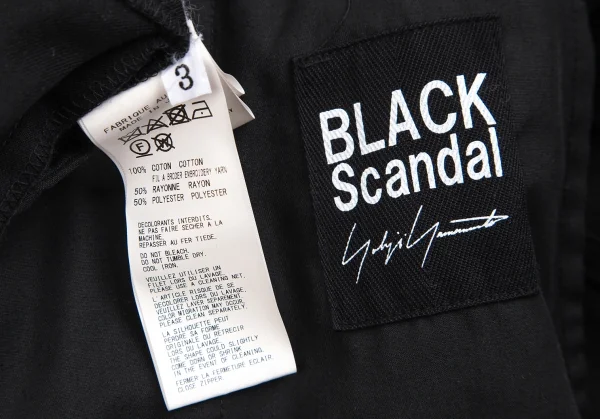 3
FABRIQUE AU
MADE IN
100% COTON COTTON
FIL A BRODER EMBROIDERY YARN
50% RAYONNE RAYON
50% POLYESTER POLYESTER
DECOLORANTS INTERDITS.
NE PAS FAIRE SECHER A LA
MACHINE.
REPASSER AU FER TIEDE.
DO NOT BLEACH.
DO NOT TUMBLE DRY.
COOL IRON.
VEUILLEZ UTILISER UN
FILET LORS DU LAVAGE.
PLEASE USE A CLEANING NET.
L'ARTICLE RISQUE DE SE
DECOLORER LORS DU LAVAGE.
VEUILLEZ LAVER SEPAREMENT
COLOR MIGRATION MAY OCCUR,
PLEASE CLEAN SEPARATELY.
LA SILHOUETTE PEUT
PERDRE SA FORME
ORIGINALE OU RETRECIR
LORS DU LAVAGE.
THE SHAPE COULD SLIGHTLY
COME DOWN OR SHRINK
IN THE EVENT OF CLEANING.
FERMER LA FERMETURE ECLAIR.
CLOSE ZIPPER.
BLACK
Scandal
Yohji Yamamoto